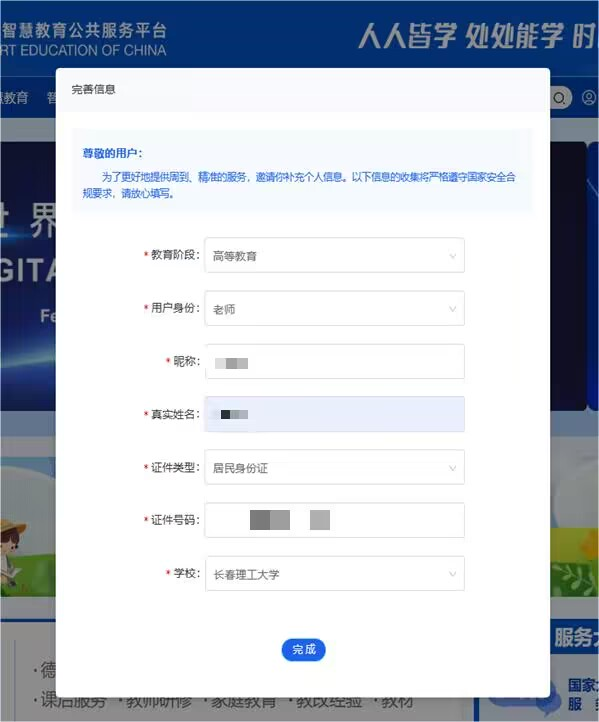 智慧教育公共服务平台
人人皆学 处处能学 时
RT EDUCATION OF CHINA
慧教育
完善信息
世界
GITA
Fe
尊敬的用户：
为了更好地提供周到、精准的服务，邀请你补充个人信息。以下信息的收集将严格遵守国家安全合
规要求，请放心填写。
*教育阶段： 高等教育
*用户身份： 老师
*昵称：
*真实姓名：
*证件类型： 居民身份证
*证件号码：
*学校： 长春理工大学
完成
服务大
·德
国家
·课后服务 ·教师研修 ·家庭教育 ·教改经验 ·教材
服 务